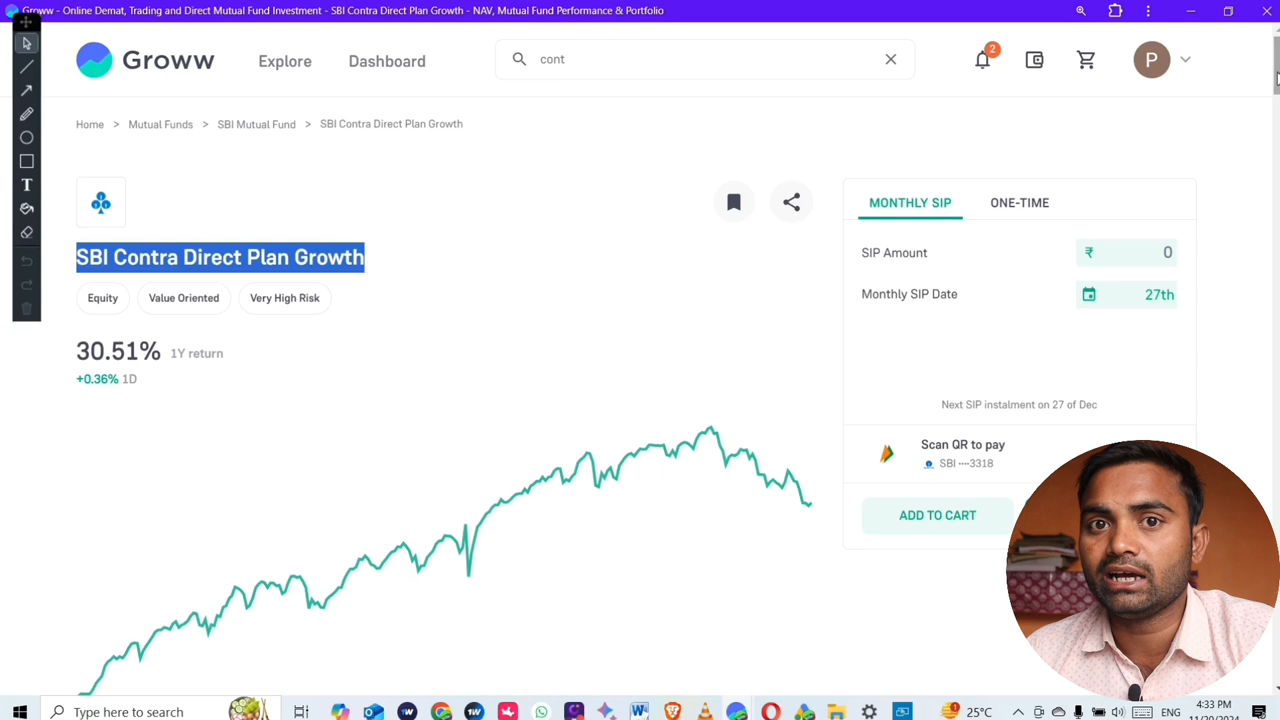 Groww - Online Demat, Trading and Direct Mutual Fund Investment - SBI Contra Direct Plan Growth - NAV, Mutual Fund Performance & Portfolio
Groww
Explore
Dashboard
cont
2
P
Home > Mutual Funds > SBI Mutual Fund > SBI Contra Direct Plan Growth
SBI Contra Direct Plan Growth
Equity
Value Oriented
Very High Risk
30.51% 1Y return
+0.36% 1D
MONTHLY SIP
ONE-TIME
SIP Amount ₹ 0
Monthly SIP Date 27th
Next SIP instalment on 27 of Dec
Scan QR to pay
SBI ····3318
ADD TO CART
T
Type here to search
25°C
ENG
4:33 PM
11/20/2024